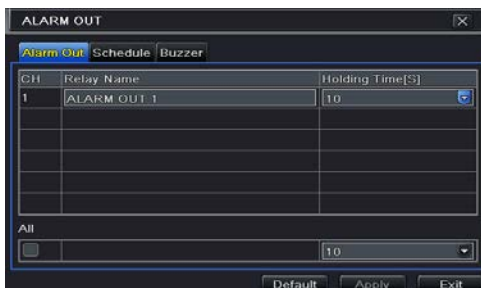 ALARM OUT
Alarm Out Schedule Buzzer
CH Relay Name Holding Time[S]
1 ALARM OUT 1 10
All
10
Default Apply Exit